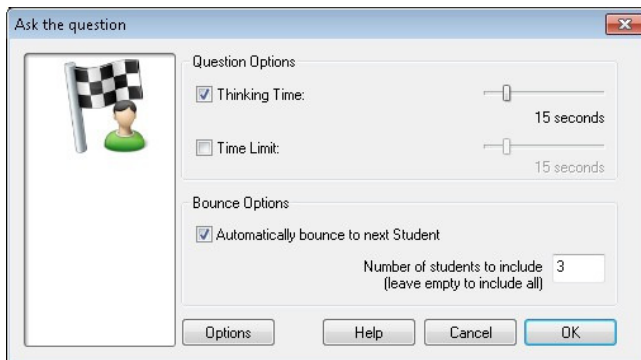 Ask the question
Question Options
Thinking Time:
15 seconds
Time Limit:
15 seconds
Bounce Options
Automatically bounce to next Student
Number of students to include 3
(leave empty to include all)
Options Help Cancel OK